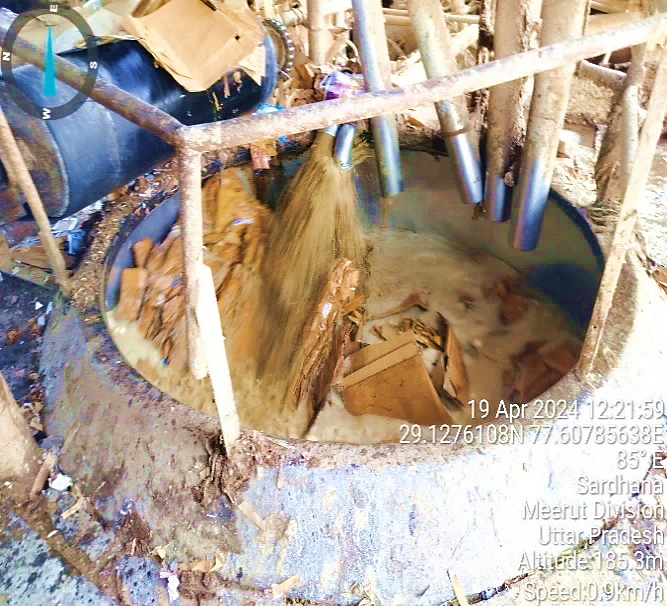 N
E
S
W
19 Apr 2024 12:21:59
29.1276108N 77.60785638E
85° E
Sardhana
Meerut Division
Uttar Pradesh
Altitude:185.3m
Speed:0.9km/h